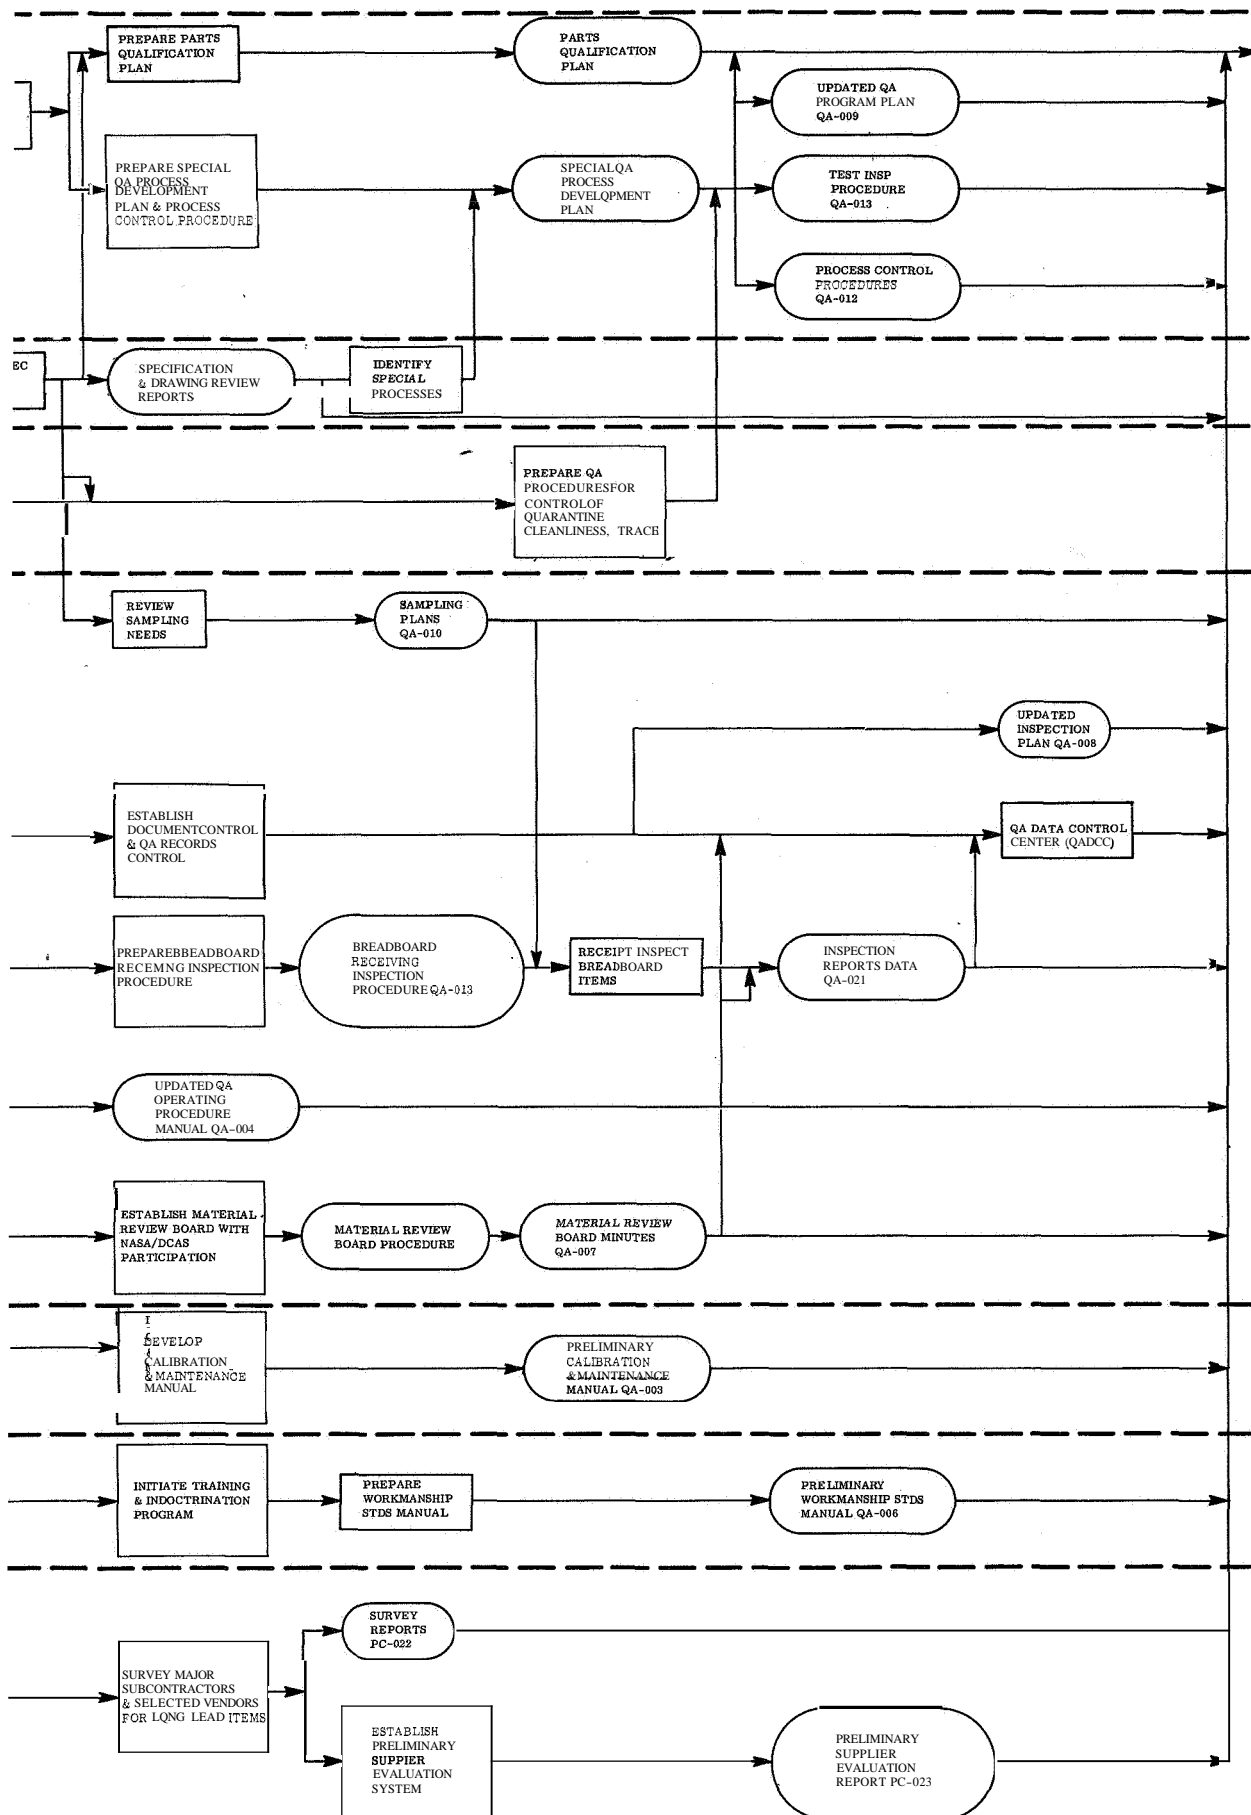 PREPARE PARTS
QUALIFICATION
PLAN
PARTS
QUALIFICATION
PLAN
UPDATED QA
PROGRAM PLAN
QA-009
PREPARE SPECIAL
QA PROCESS
DEVELOPMENT
PLAN & PROCESS
CONTROL PROCEDURE
SPECIALQA
PROCESS
DEVELQPMENT
PLAN
TEST INSP
PROCEDURE
QA-013
PROCESS CONTROL
PROCEDURES
QA-012
EC
SPECIFICATION
& DRAWING REVIEW
REPORTS
IDENTIFY
SPECIAL
PROCESSES
PREPARE QA
PROCEDURESFOR
CONTROLOF
QUARANTINE
CLEANLINESS, TRACE
REVIEW
SAMPLING
NEEDS
SAMPLING
PLANS
QA-010
UPDATED
INSPECTION
PLAN QA-008
ESTABLISH
DOCUMENTCONTROL
& QA RECORDS
CONTROL
QA DATA CONTROL
CENTER (QADCC)
PREPAREBBEADBOARD
RECEMNG INSPECTION
PROCEDURE
BREADBOARD
RECEIVING
INSPECTION
PROCEDURE QA-013
RECEIPT INSPECT
BREADBOARD
ITEMS
INSPECTION
REPORTS DATA
QA-021
UPDATED QA
OPERATING
PROCEDURE
MANUAL QA-004
ESTABLISH MATERIAL
REVIEW BOARD WITH
NASA/DCAS
PARTICIPATION
MATERIAL REVIEW
BOARD PROCEDURE
MATERIAL REVIEW
BOARD MINUTES
QA-007
DEVELOP
CALIBRATION
& MAINTENANCE
MANUAL
PRELIMINARY
CALIBRATION
&MAINTENANCE
MANUAL QA-003
INITIATE TRAINING
& INDOCTRINATION
PROGRAM
PREPARE
WORKMANSHIP
STDS MANUAL
PRELIMINARY
WORKMANSHIP STDS
MANUAL QA-006
SURVEY
REPORTS
PC-022
SURVEY MAJOR
SUBCONTRACTORS
& SELECTED VENDORS
FOR LQNG LEAD ITEMS
ESTABLISH
PRELIMINARY
SUPPIER
EVALUATION
SYSTEM
PRELIMINARY
SUPPLIER
EVALUATION
REPORT PC-023